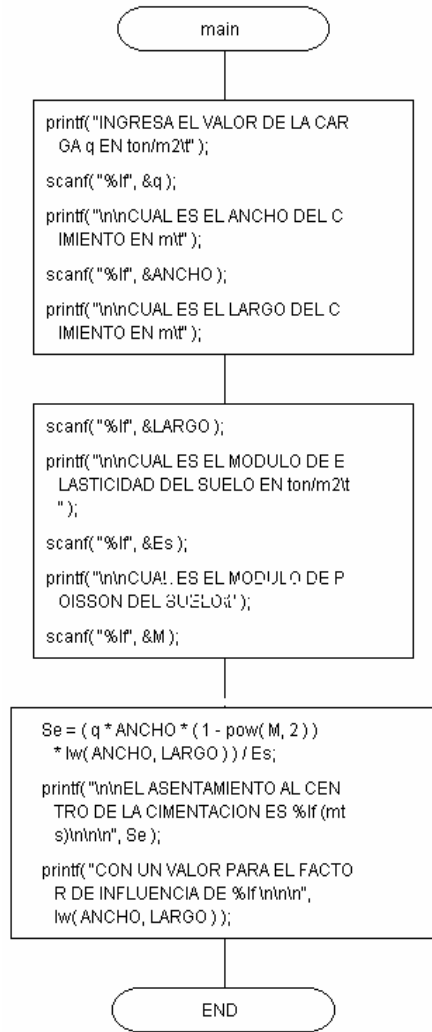 main
printf( "INGRESA EL VALOR DE LA CAR
GA q EN ton/m2\t" );
scanf( "%lf", &q );
printf( "\n\nCUAL ES EL ANCHO DEL C
IMIENTO EN m\t" );
scanf( "%lf", &ANCHO );
printf( "\n\nCUAL ES EL LARGO DEL C
IMIENTO EN m\t" );
scanf( "%lf", &LARGO );
printf( "\n\nCUAL ES EL MODULO DE E
LASTICIDAD DEL SUELO EN ton/m2\t
" );
scanf( "%lf", &Es );
printf( "\n\nCUAL ES EL MODULO DE P
OISSON DEL SUELO\t" );
scanf( "%lf", &M );
Se = ( q * ANCHO * ( 1 - pow( M, 2 ) )
* Iw( ANCHO, LARGO ) ) / Es;
printf( "\n\nEL ASENTAMIENTO AL CEN
TRO DE LA CIMENTACION ES %lf (mt
s)\n\n\n", Se );
printf( "CON UN VALOR PARA EL FACTO
R DE INFLUENCIA DE %lf \n\n\n",
Iw( ANCHO, LARGO ) );
END